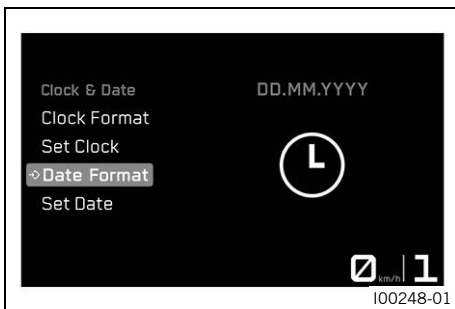 Clock & Date
DD.MM.YYYY
Clock Format
Set Clock
Date Format
Set Date
0 km/h 1
I00248-01